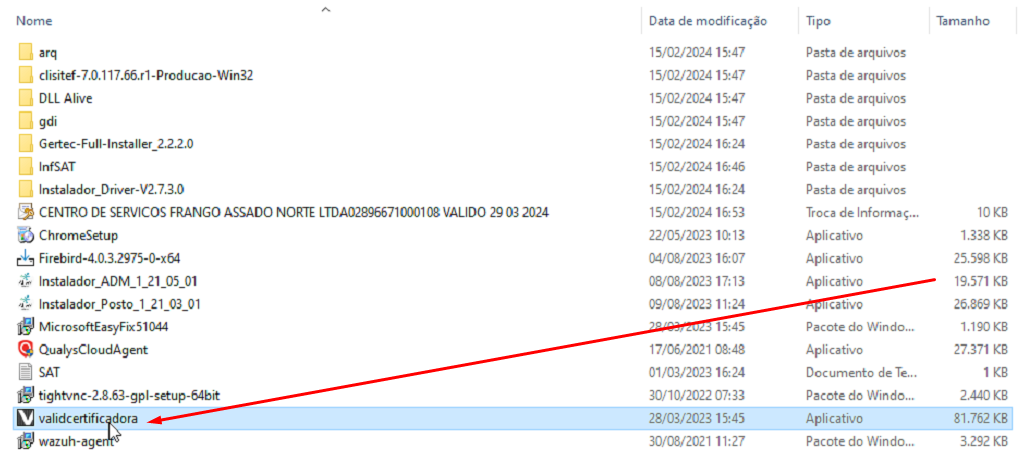 Nome Data de modificação Tipo Tamanho
arq 15/02/2024 15:47 Pasta de arquivos
clisitef-7.0.117.66.r1-Producao-Win32 15/02/2024 15:47 Pasta de arquivos
DLL Alive 15/02/2024 15:47 Pasta de arquivos
gdi 15/02/2024 15:47 Pasta de arquivos
Gertec-Full-Installer_2.2.2.0 15/02/2024 16:24 Pasta de arquivos
InfSAT 15/02/2024 16:46 Pasta de arquivos
Instalador_Driver-V2.7.3.0 15/02/2024 16:24 Pasta de arquivos
CENTRO DE SERVICOS FRANGO ASSADO NORTE LTDA02896671000108 VALIDO 29 03 2024 15/02/2024 16:53 Troca de Informaç... 10 KB
ChromeSetup 22/05/2023 10:13 Aplicativo 1.338 KB
Firebird-4.0.3.2975-0-x64 04/08/2023 16:07 Aplicativo 25.598 KB
Instalador_ADM_1_21_05_01 08/08/2023 17:13 Aplicativo 19.571 KB
Instalador_Posto_1_21_03_01 09/08/2023 11:24 Aplicativo 26.869 KB
MicrosoftEasyFix51044 28/03/2023 15:45 Pacote do Windo... 1.190 KB
QualysCloudAgent 17/06/2021 08:48 Aplicativo 27.371 KB
SAT 01/03/2023 16:24 Documento de Te... 1 KB
tightvnc-2.8.63-gpl-setup-64bit 30/10/2022 07:33 Pacote do Windo... 2.440 KB
validcertificadora 28/03/2023 15:45 Aplicativo 81.762 KB
wazuh-agent 30/08/2021 11:27 Pacote do Windo... 3.292 KB